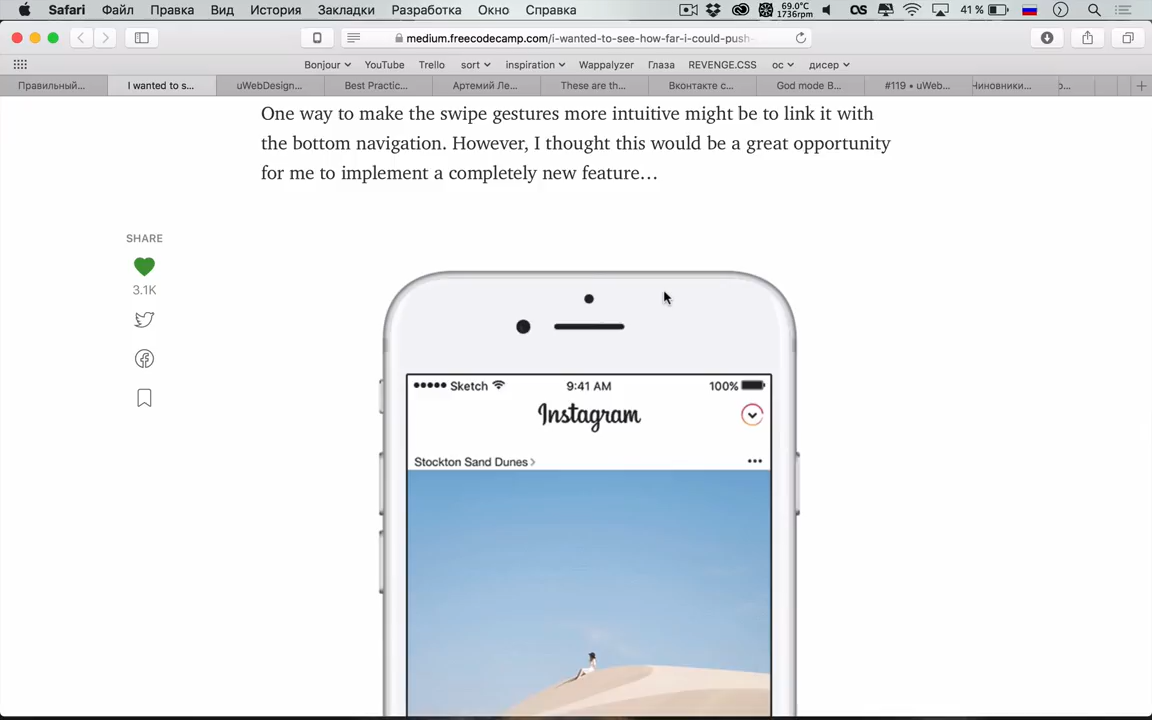 Safari Файл Правка Вид История Закладки Разработка Окно Справка 69.0°C 1736rpm 41 %
medium.freecodecamp.com/i-wanted-to-see-how-far-i-could-push-
Bonjour YouTube Trello sort inspiration Wappalyzer Глаза REVENGE.CSS ос дисер
Правильный... I wanted to s... uWebDesign... Best Practic... Артемий Ле... These are th... Вконтакте с... God mode B... #119 • uWeb... Чиновники...
One way to make the swipe gestures more intuitive might be to link it with
the bottom navigation. However, I thought this would be a great opportunity
for me to implement a completely new feature…
SHARE
3.1K
Sketch 9:41 AM 100%
Instagram
Stockton Sand Dunes